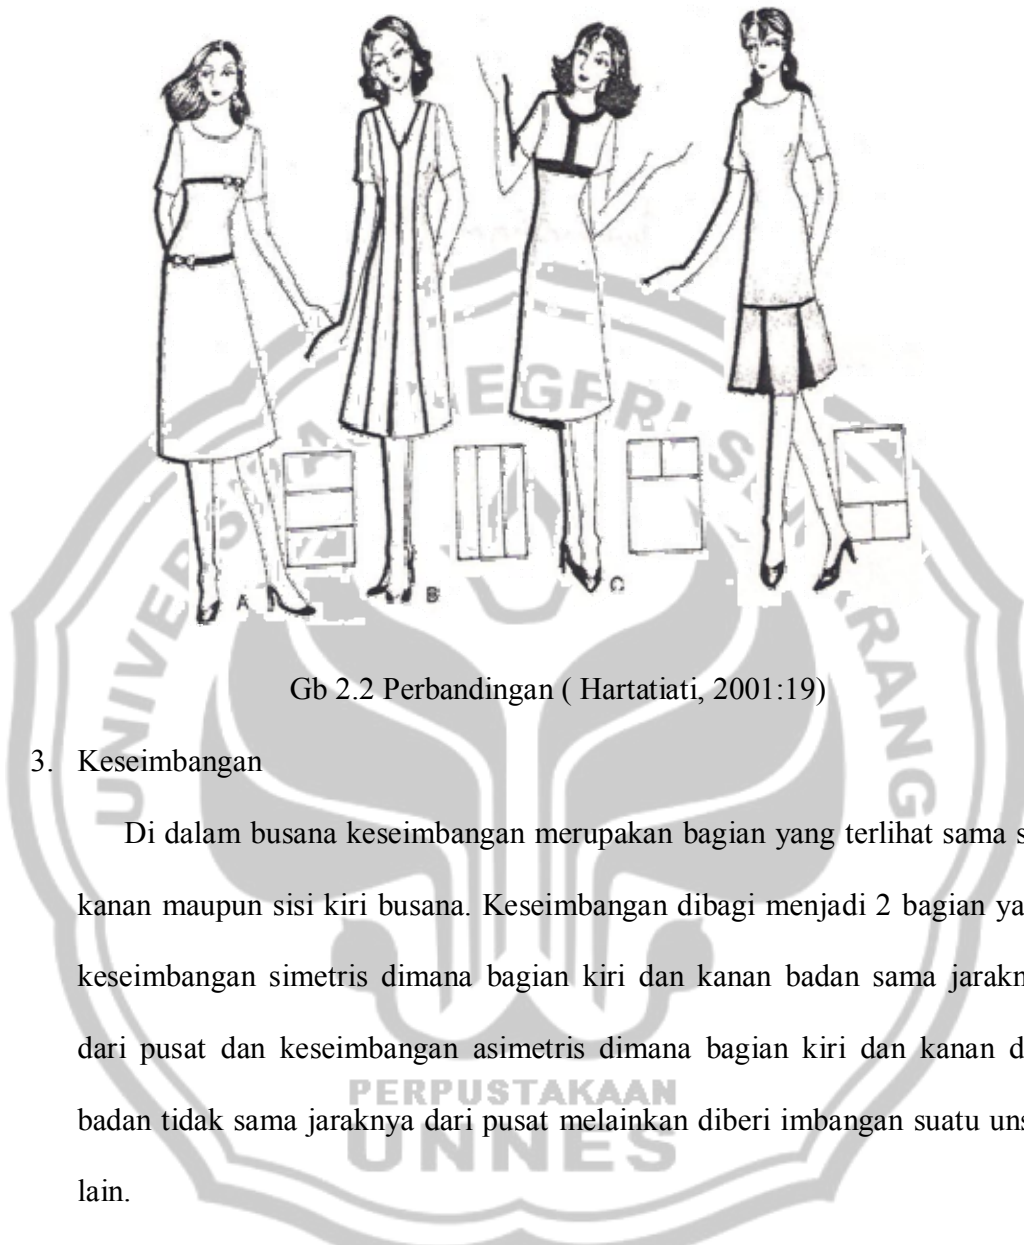 A
B
C
Gb 2.2 Perbandingan ( Hartatiati, 2001:19)
3. Keseimbangan
Di dalam busana keseimbangan merupakan bagian yang terlihat sama
kanan maupun sisi kiri busana. Keseimbangan dibagi menjadi 2 bagian
keseimbangan simetris dimana bagian kiri dan kanan badan sama
dari pusat dan keseimbangan asimetris dimana bagian kiri dan kanan
badan tidak sama jaraknya dari pusat melainkan diberi imbangan suatu
lain.
UNIVERSITAS NEGERI SEMARANG
PERPUSTAKAAN
UNNES